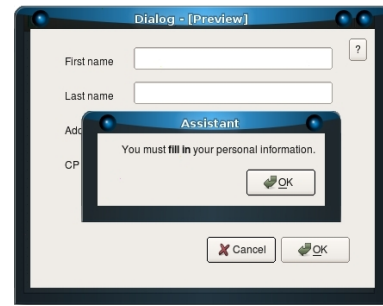 Dialog - [Preview]
?
First name
Last name
Add
Assistant
You must fill in your personal information.
CP
OK
Cancel
OK